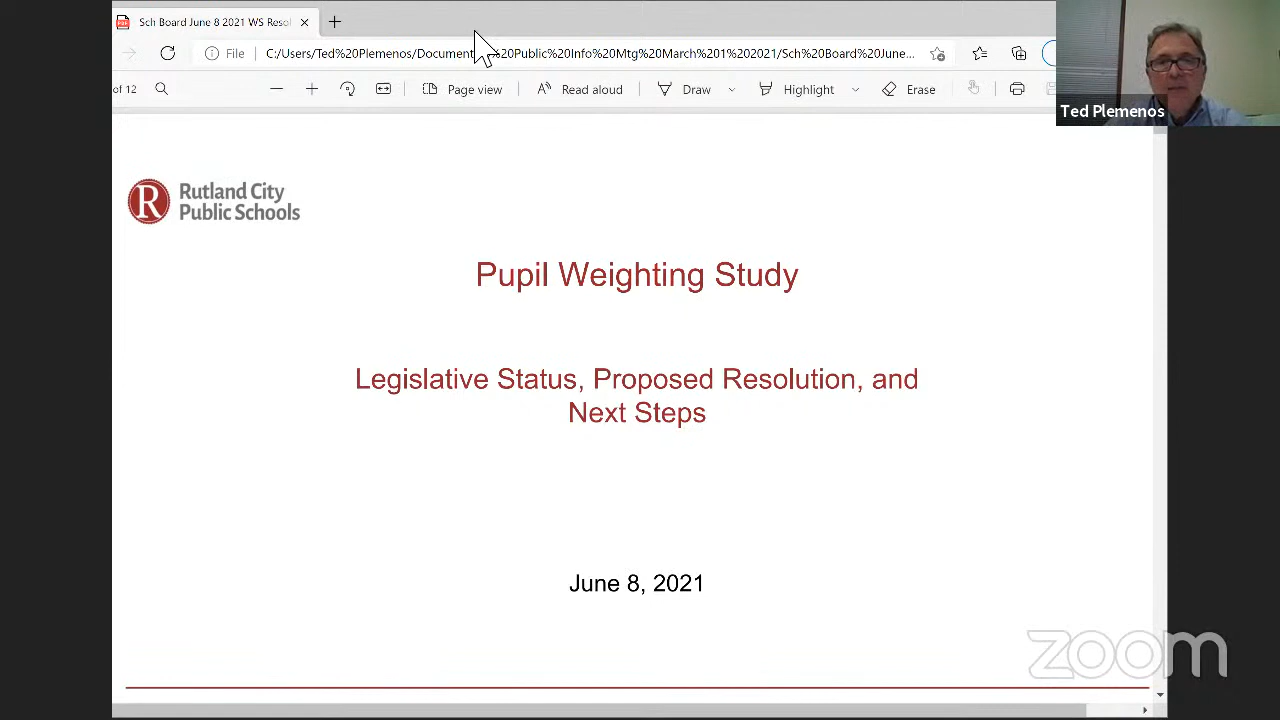 Sch Board June 8 2021 WS Resol
File
C:/Users/Ted%20Plemenos/Document
%20Public%20Info%20Mtg%20March%201%202021/Sch%20Board%20June...
of 12
Page view
Read aloud
Draw
Highlight
Erase
Ted Plemenos
R
Rutland City
Public Schools
Pupil Weighting Study
Legislative Status, Proposed Resolution, and
Next Steps
June 8, 2021
zoom